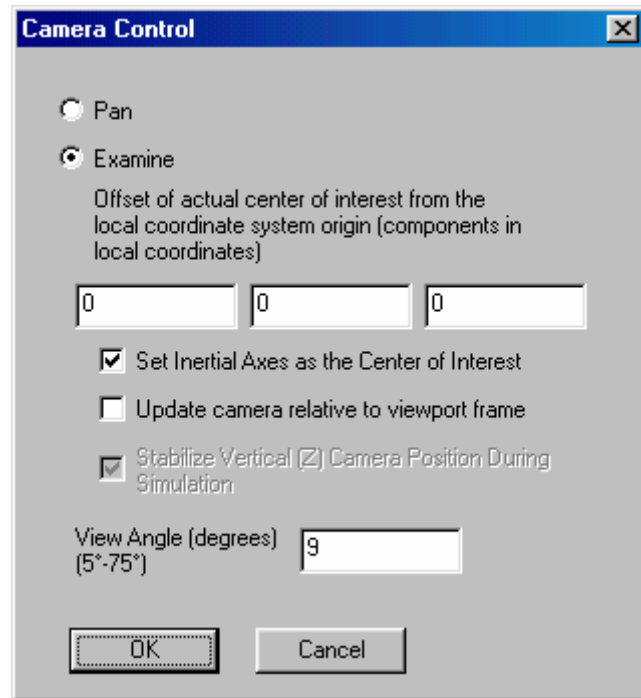 Camera Control
Pan
Examine
Offset of actual center of interest from the
local coordinate system origin (components in
local coordinates)
0 0 0
Set Inertial Axes as the Center of Interest
Update camera relative to viewport frame
Stabilize Vertical (Z) Camera Position During
Simulation
View Angle (degrees)
(5°-75°)
9
OK Cancel